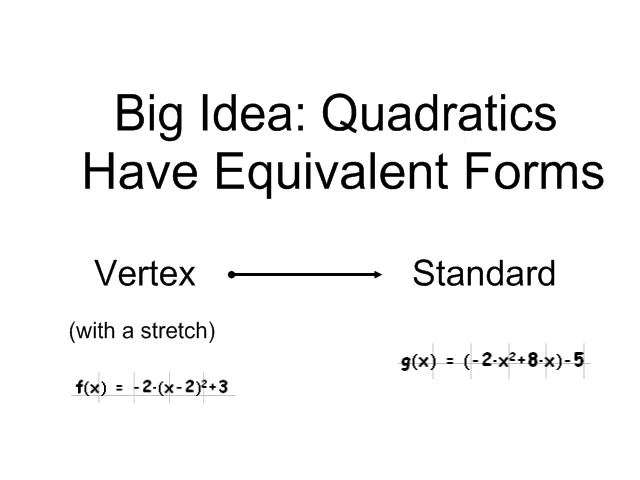 Big Idea: Quadratics
Have Equivalent Forms
Vertex
Standard
(with a stretch)
g(x) = (-2·x²+8·x)-5
f(x) = -2·(x-2)²+3